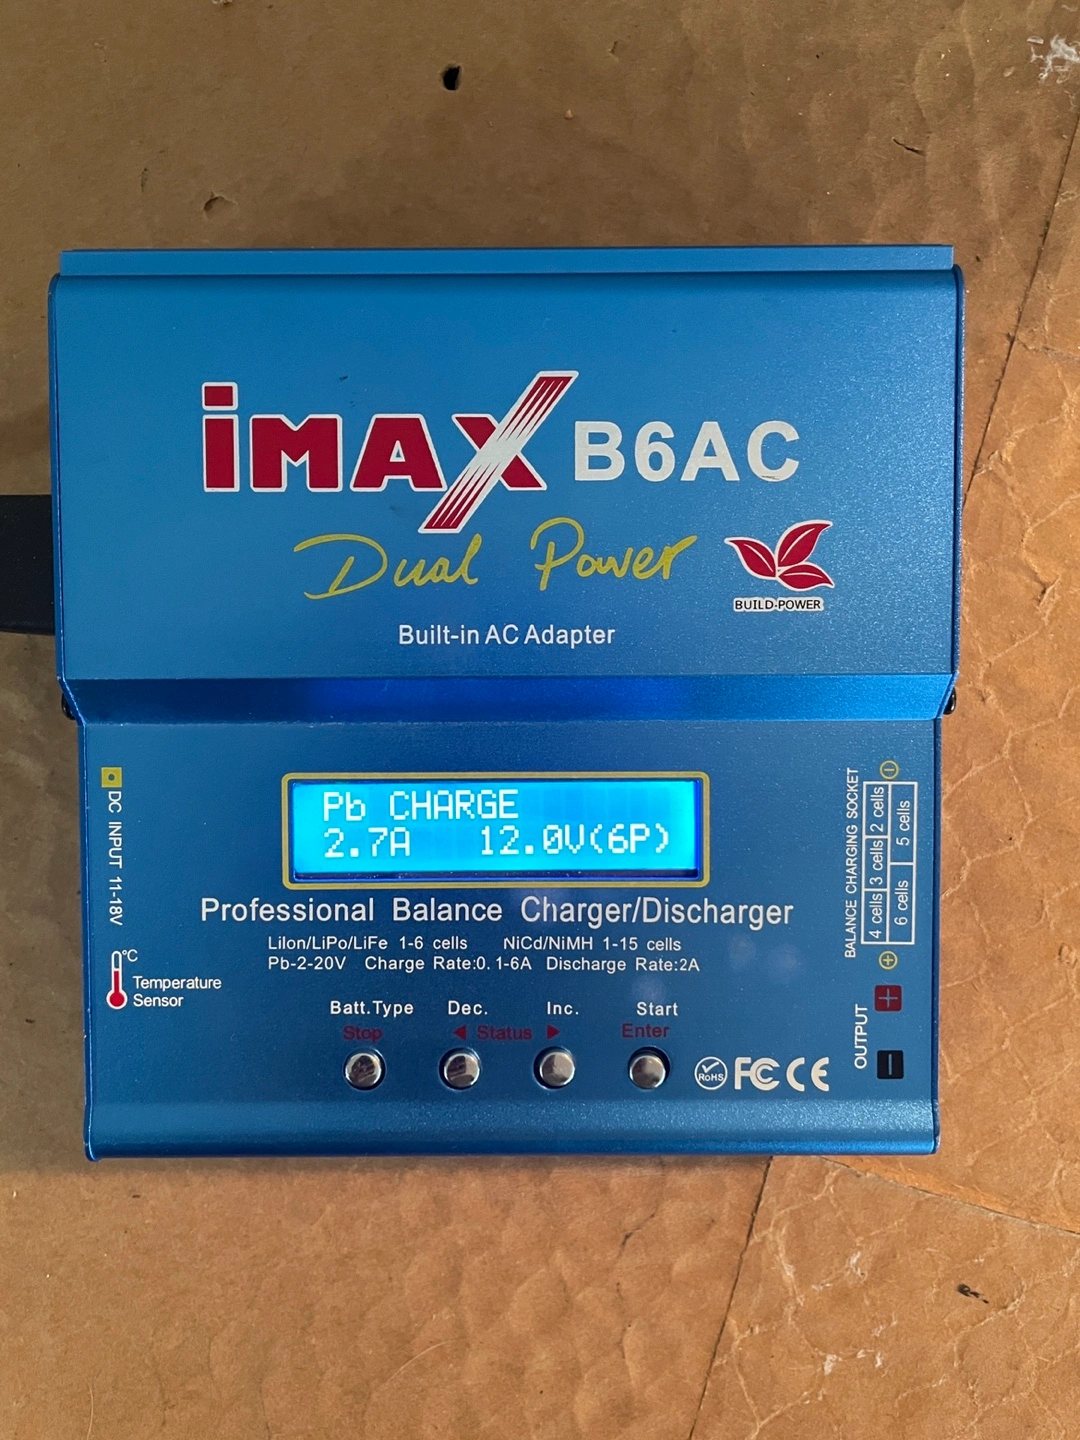 iMAX B6AC
Dual Power
BUILD-POWER
Built-in AC Adapter
DC INPUT 11-18V
Pb CHARGE
2.7A 12.0V(6P)
BALANCE CHARGING SOCKET
4 cells 3 cells 2 cells
6 cells 5 cells
Professional Balance Charger/Discharger
LiIon/LiPo/LiFe 1-6 cells NiCd/NiMH 1-15 cells
Pb-2-20V Charge Rate:0.1-6A Discharge Rate:2A
°C
Temperature
Sensor
Batt.Type Dec. Inc. Start
Stop ◀ Status ▶ Enter
OUTPUT
+
−
RoHS FC CE